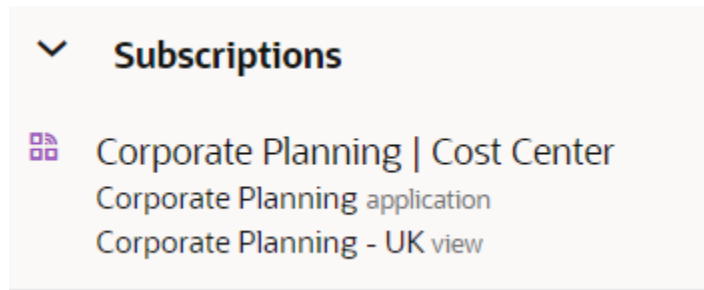 Subscriptions
Corporate Planning | Cost Center
Corporate Planning application
Corporate Planning - UK view